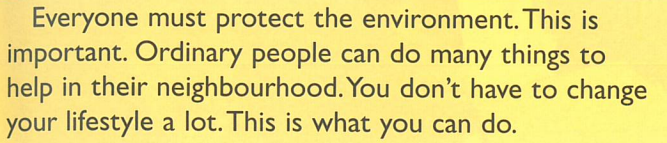 Everyone must protect the environment. This is
important. Ordinary people can do many things to
help in their neighbourhood. You don't have to change
your lifestyle a lot. This is what you can do.